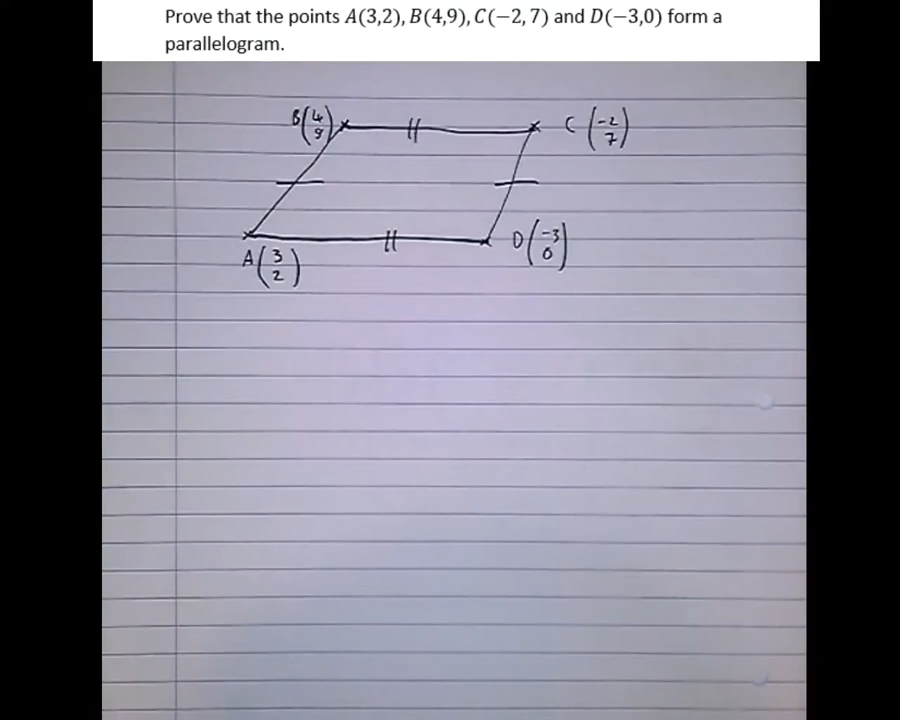 Prove that the points A(3,2), B(4,9), C(−2, 7) and D(−3,0) form a
parallelogram.
B(4
9)
C (-2
7)
A(3
2)
D(-3
0)